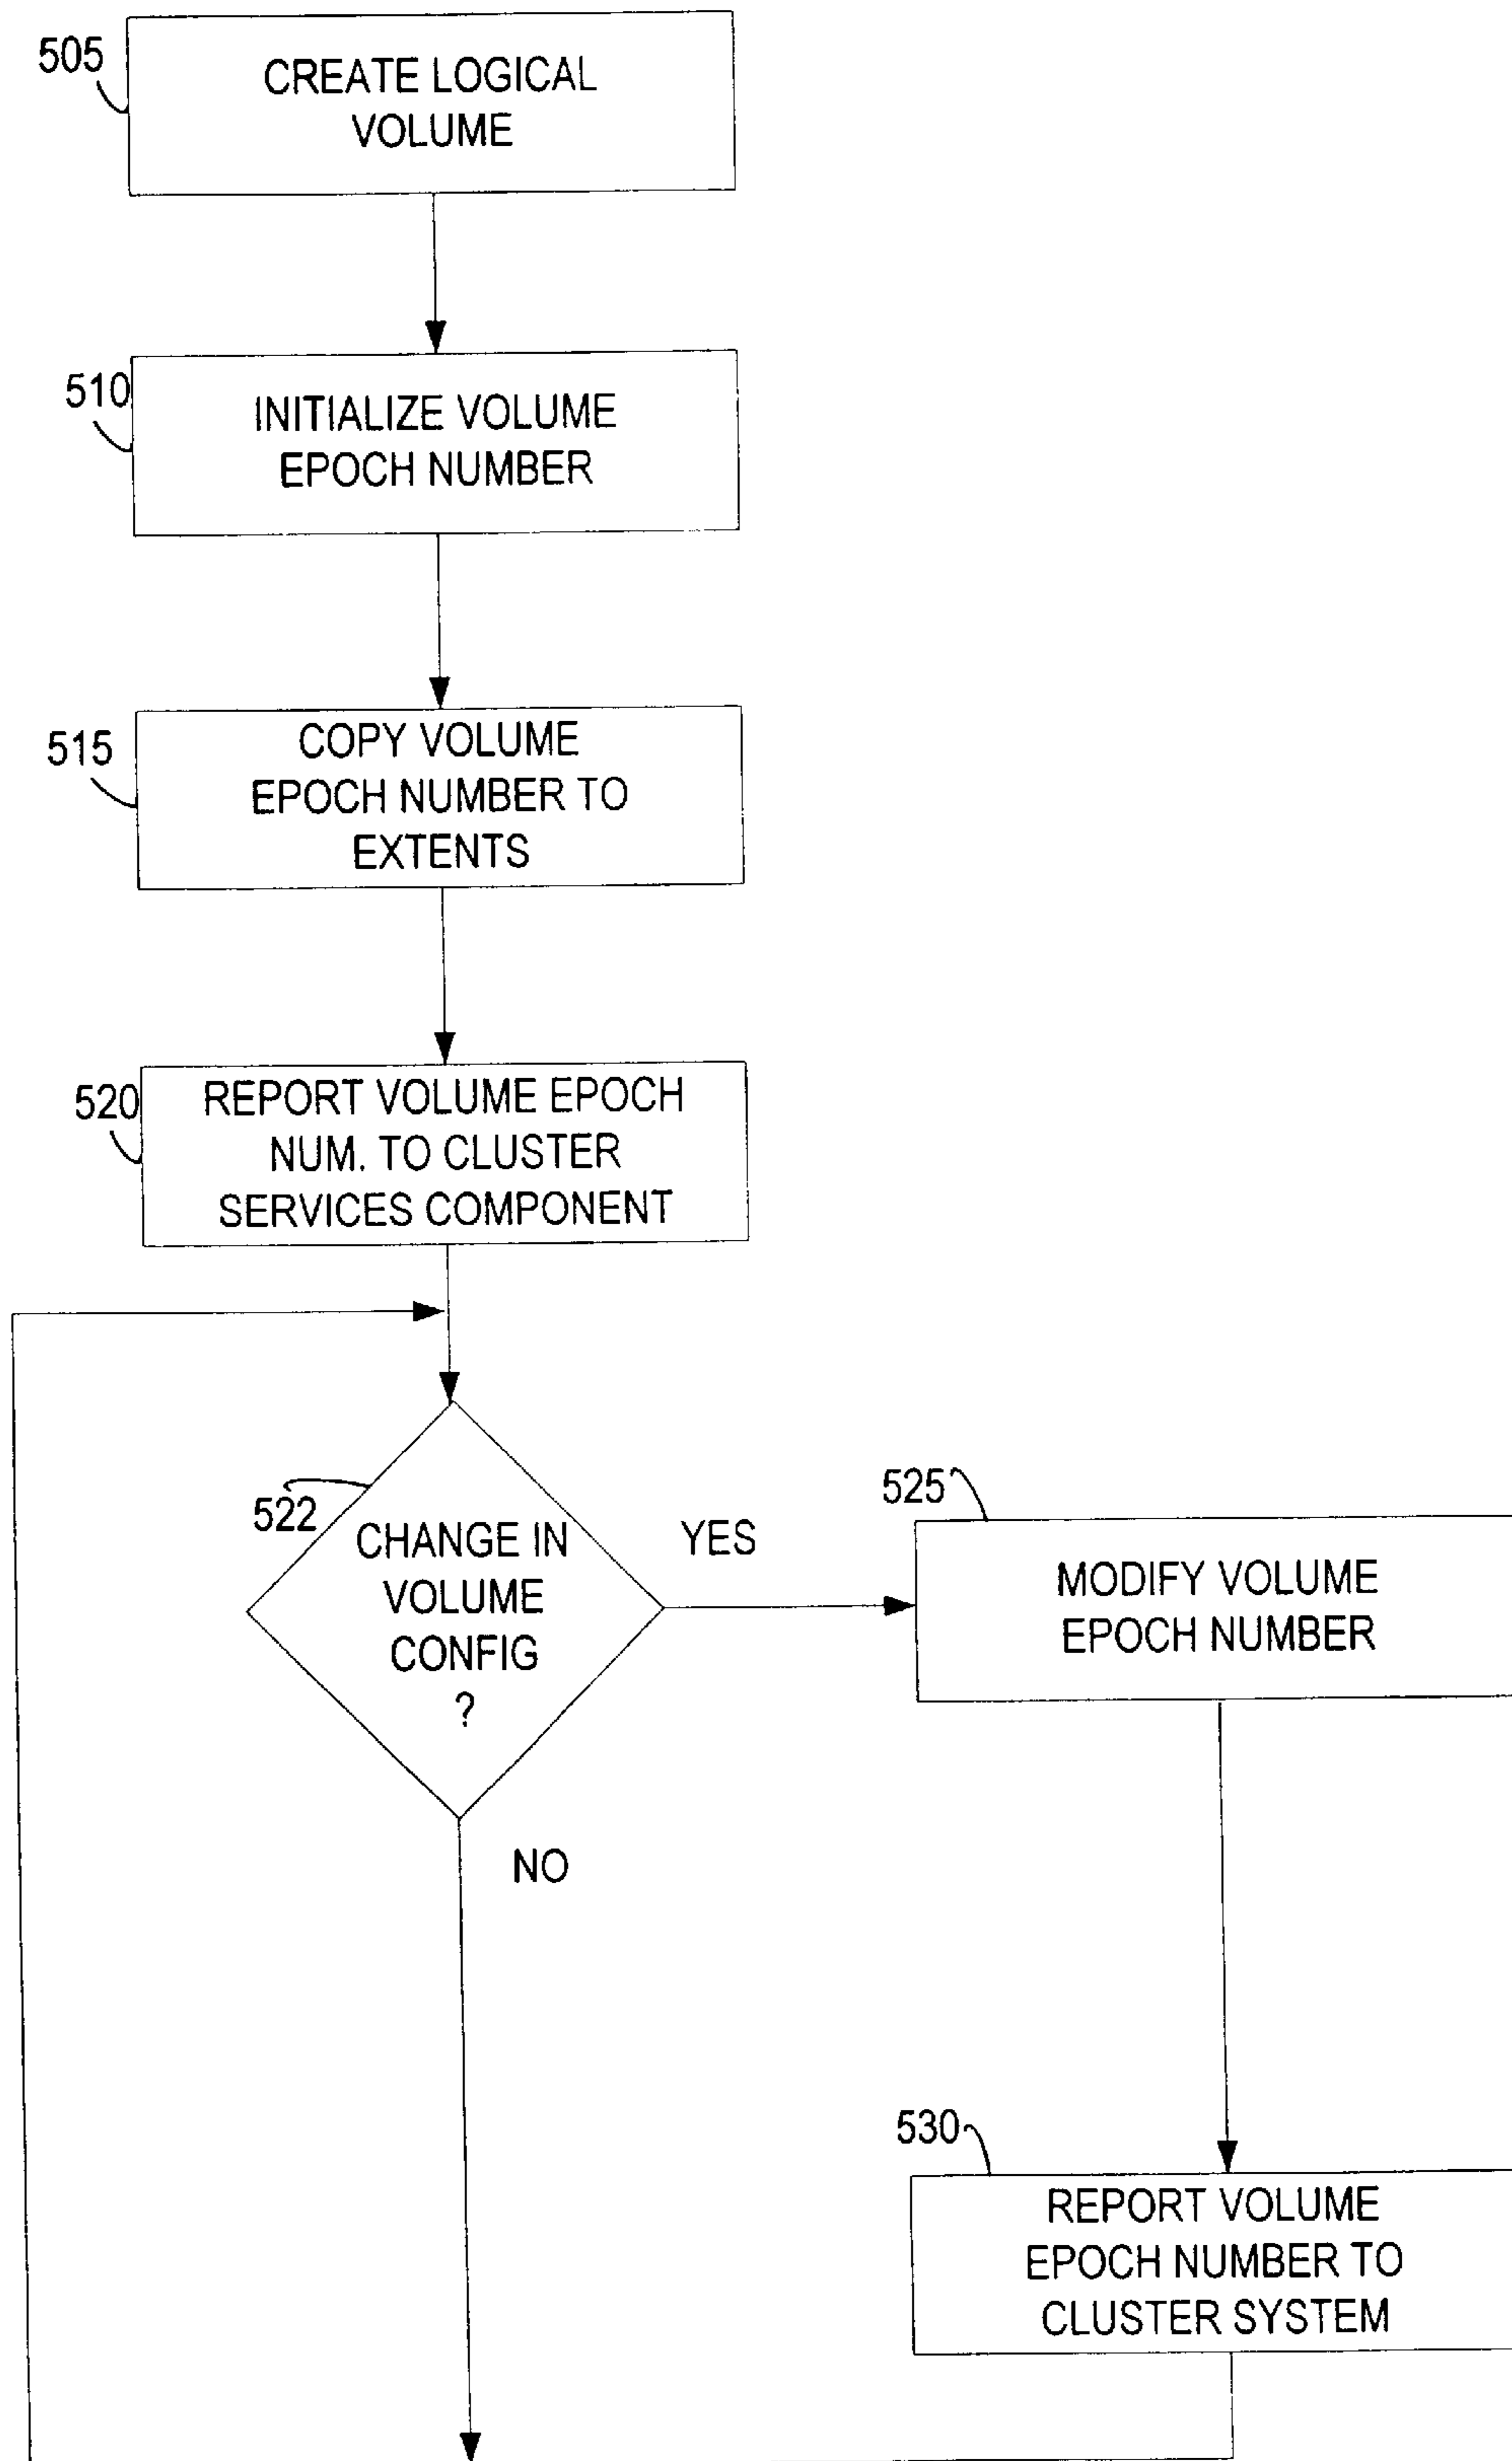 505
CREATE LOGICAL
VOLUME
510
INITIALIZE VOLUME
EPOCH NUMBER
515
COPY VOLUME
EPOCH NUMBER TO
EXTENTS
520
REPORT VOLUME EPOCH
NUM. TO CLUSTER
SERVICES COMPONENT
522
CHANGE IN
VOLUME
CONFIG
?
YES
NO
525
MODIFY VOLUME
EPOCH NUMBER
530
REPORT VOLUME
EPOCH NUMBER TO
CLUSTER SYSTEM